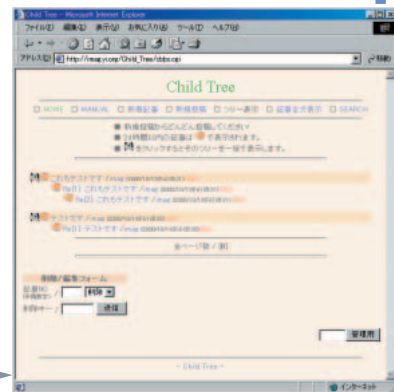 Child Tree - Microsoft Internet Explorer
ファイル(F) 編集(E) 表示(V) お気に入り(A) ツール(T) ヘルプ(H)
アドレス(D) http://
Child Tree
HOME MANUAL 新着記事 新規投稿 ツリー表示 記事全文表示 SEARCH
新規投稿からどんどん投稿してください
24時間以内の記事は で表示されます。
をクリックするとそのツリーを一括で表示します。
これもテストです /imag
Re[1] これもテストです /imag
Re[2] これもテストです /imag
テストです /imag
Re[1] テストです /imag
全ページ数 /
削除/編集フォーム
記事NO / 削除
削除キー / 送信
管理用
- Child Tree -
インターネット